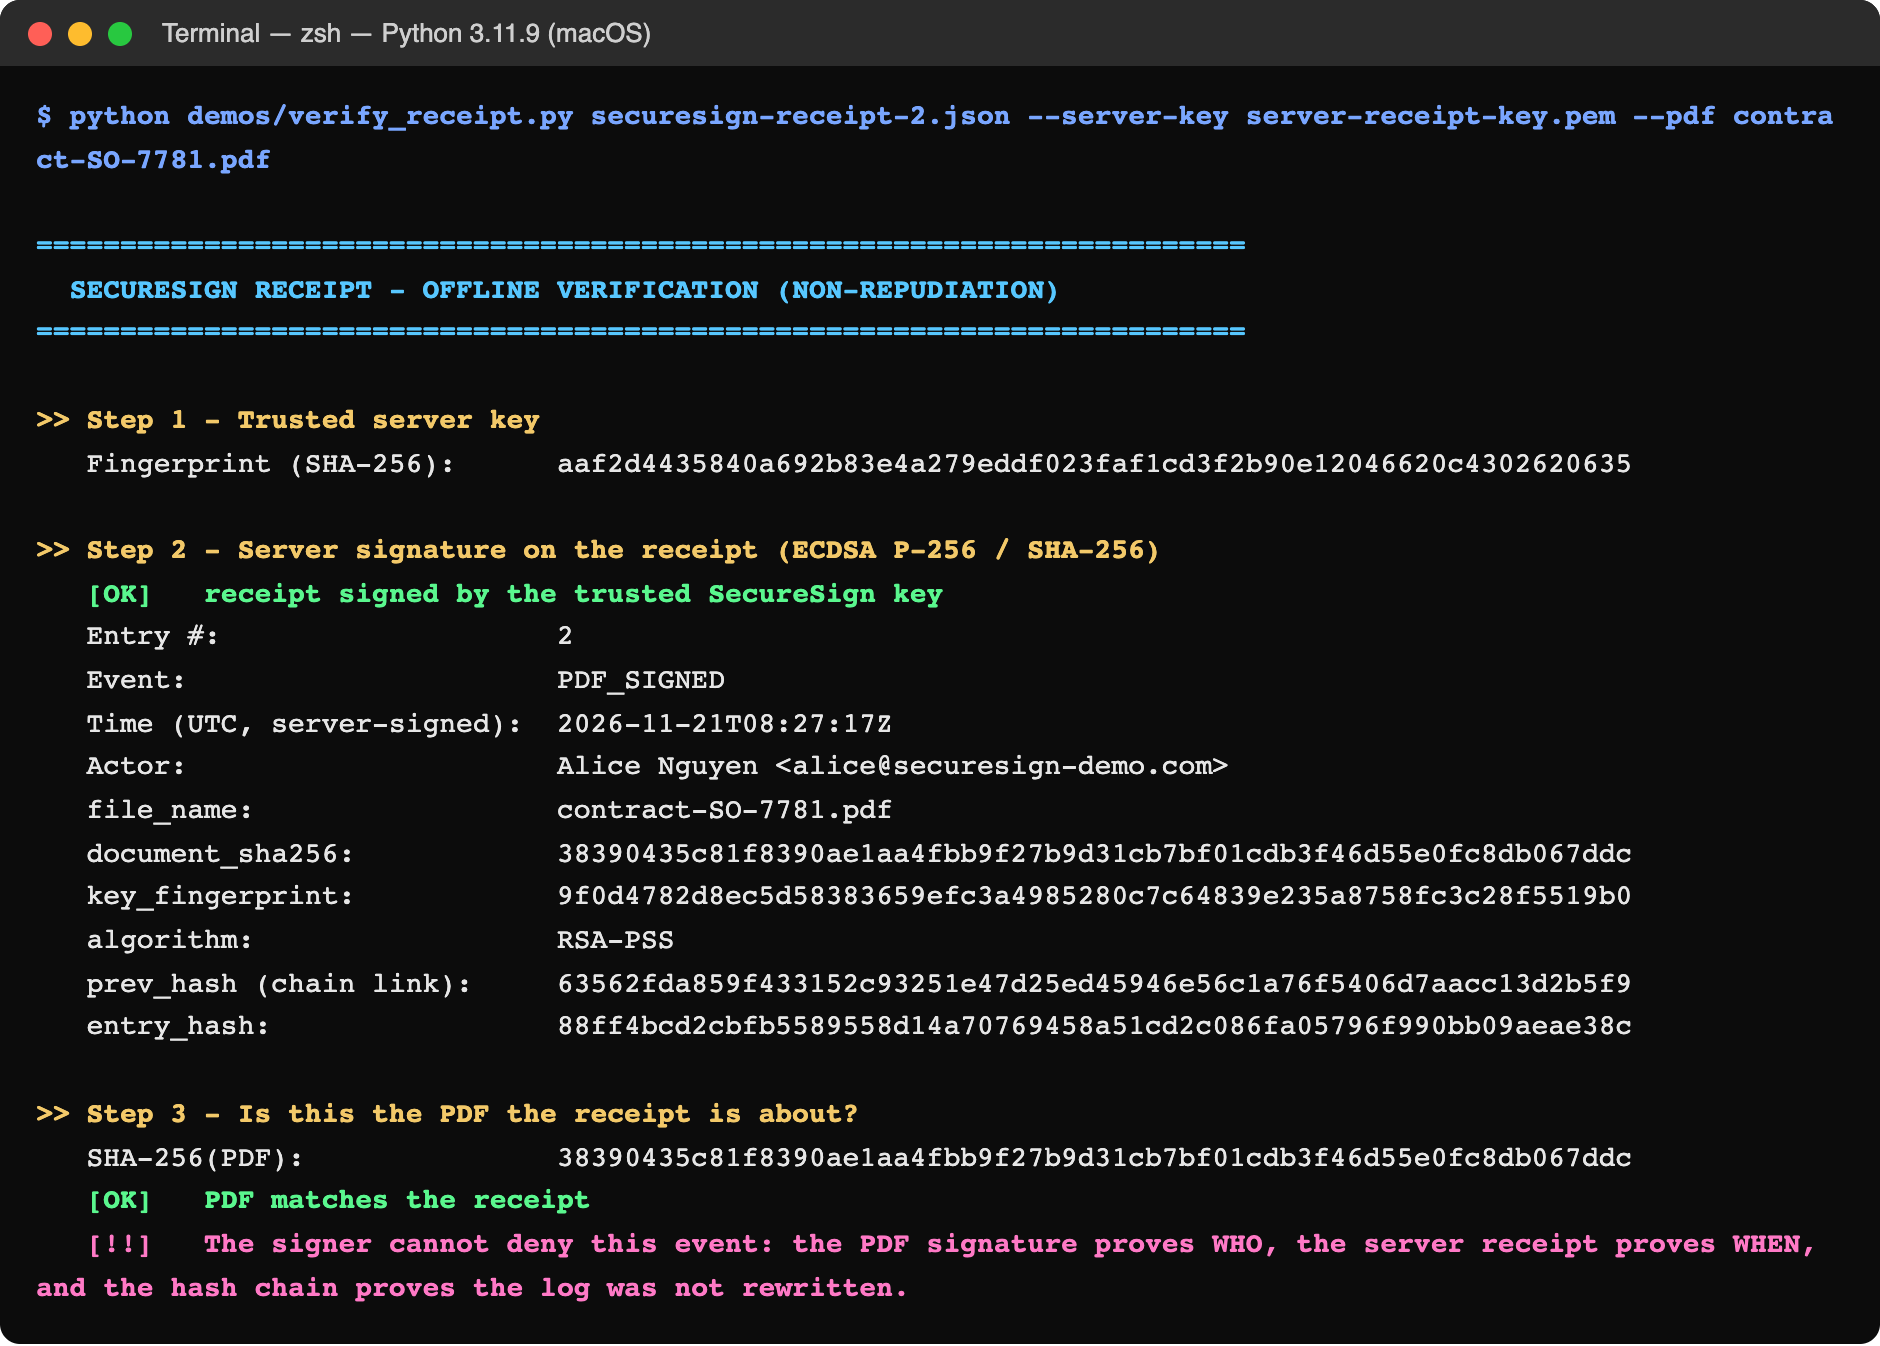 Terminal — zsh — Python 3.11.9 (macOS)
$ python demos/verify_receipt.py securesign-receipt-2.json --server-key server-receipt-key.pem --pdf contra
ct-SO-7781.pdf
========================================================================
SECURESIGN RECEIPT - OFFLINE VERIFICATION (NON-REPUDIATION)
========================================================================
>> Step 1 - Trusted server key
Fingerprint (SHA-256): aaf2d4435840a692b83e4a279eddf023faf1cd3f2b90e12046620c4302620635
>> Step 2 - Server signature on the receipt (ECDSA P-256 / SHA-256)
[OK] receipt signed by the trusted SecureSign key
Entry #: 2
Event: PDF_SIGNED
Time (UTC, server-signed): 2026-11-21T08:27:17Z
Actor: Alice Nguyen <alice@securesign-demo.com>
file_name: contract-SO-7781.pdf
document_sha256: 38390435c81f8390ae1aa4fbb9f27b9d31cb7bf01cdb3f46d55e0fc8db067ddc
key_fingerprint: 9f0d4782d8ec5d58383659efc3a4985280c7c64839e235a8758fc3c28f5519b0
algorithm: RSA-PSS
prev_hash (chain link): 63562fda859f433152c93251e47d25ed45946e56c1a76f5406d7aacc13d2b5f9
entry_hash: 88ff4bcd2cbfb5589558d14a70769458a51cd2c086fa05796f990bb09aeae38c
>> Step 3 - Is this the PDF the receipt is about?
SHA-256(PDF): 38390435c81f8390ae1aa4fbb9f27b9d31cb7bf01cdb3f46d55e0fc8db067ddc
[OK] PDF matches the receipt
[!!] The signer cannot deny this event: the PDF signature proves WHO, the server receipt proves WHEN,
and the hash chain proves the log was not rewritten.